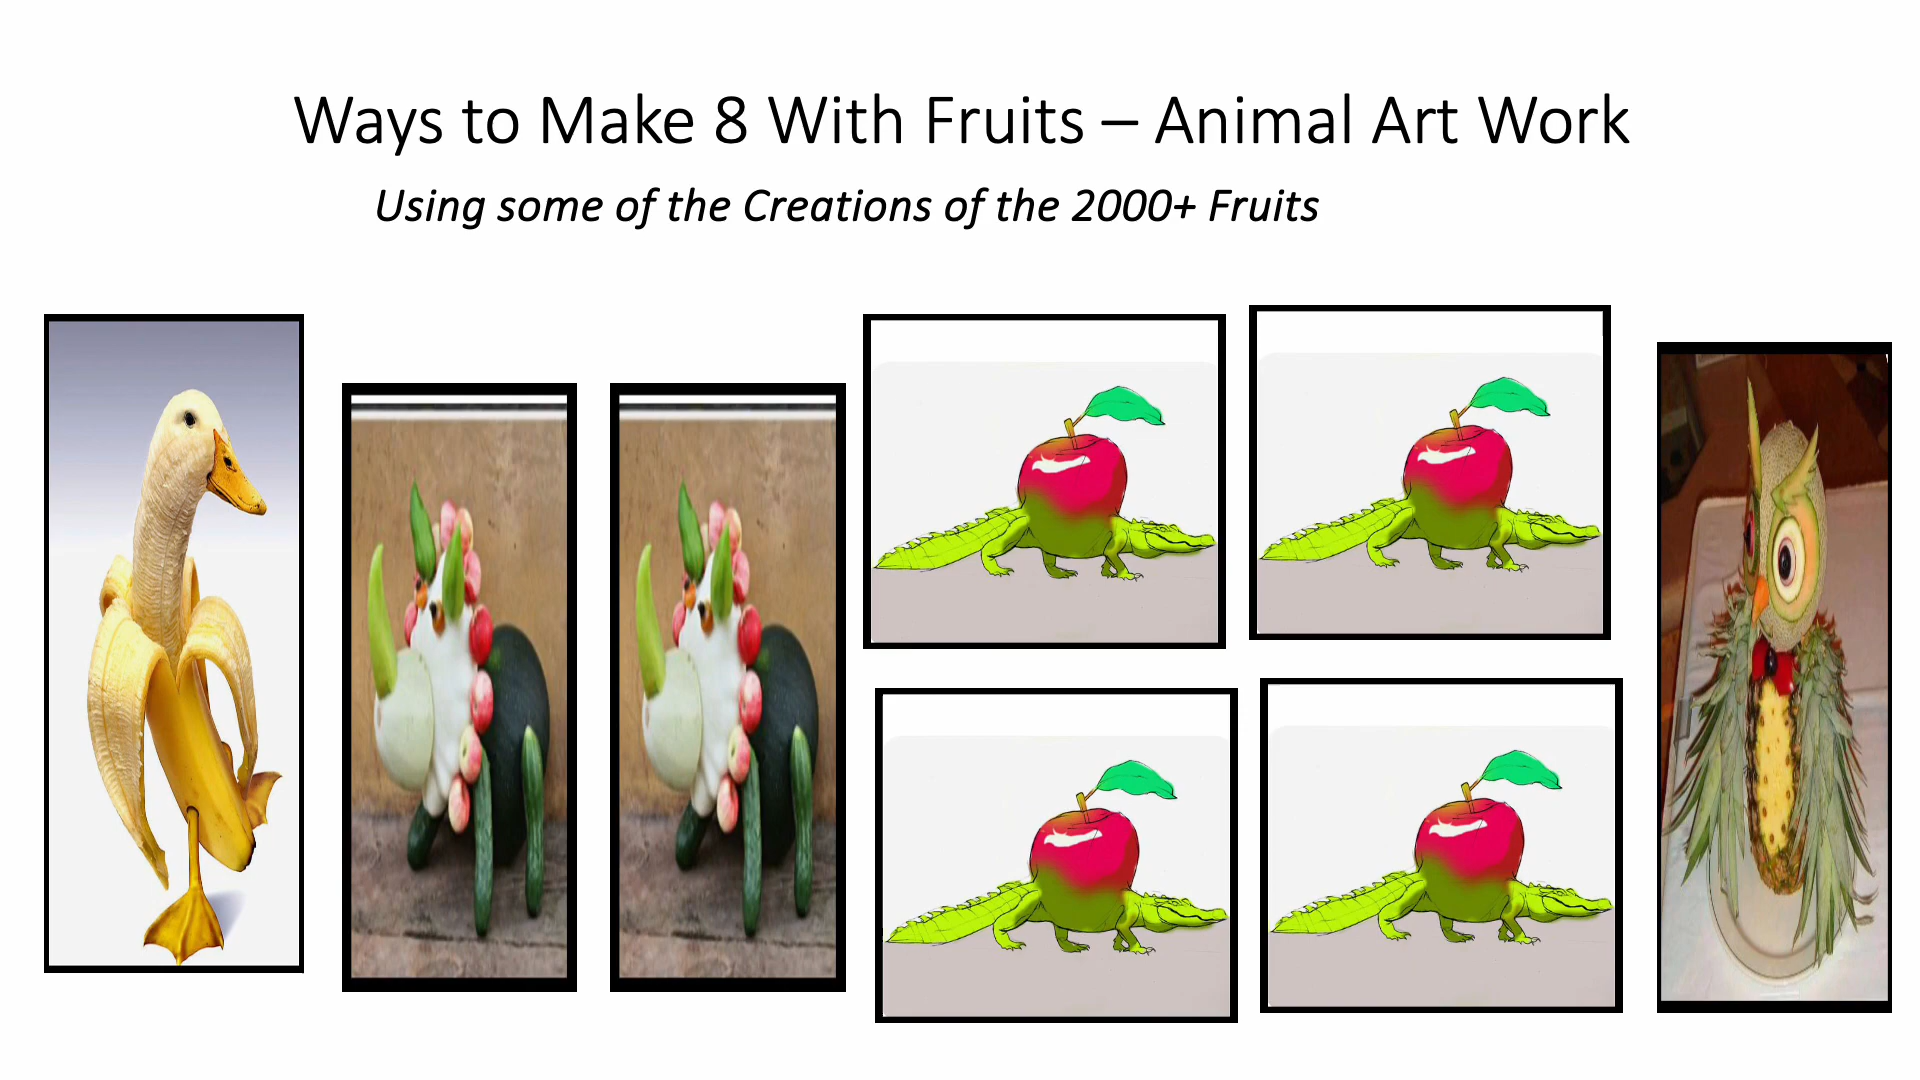 Ways to Make 8 With Fruits – Animal Art Work
Using some of the Creations of the 2000+ Fruits